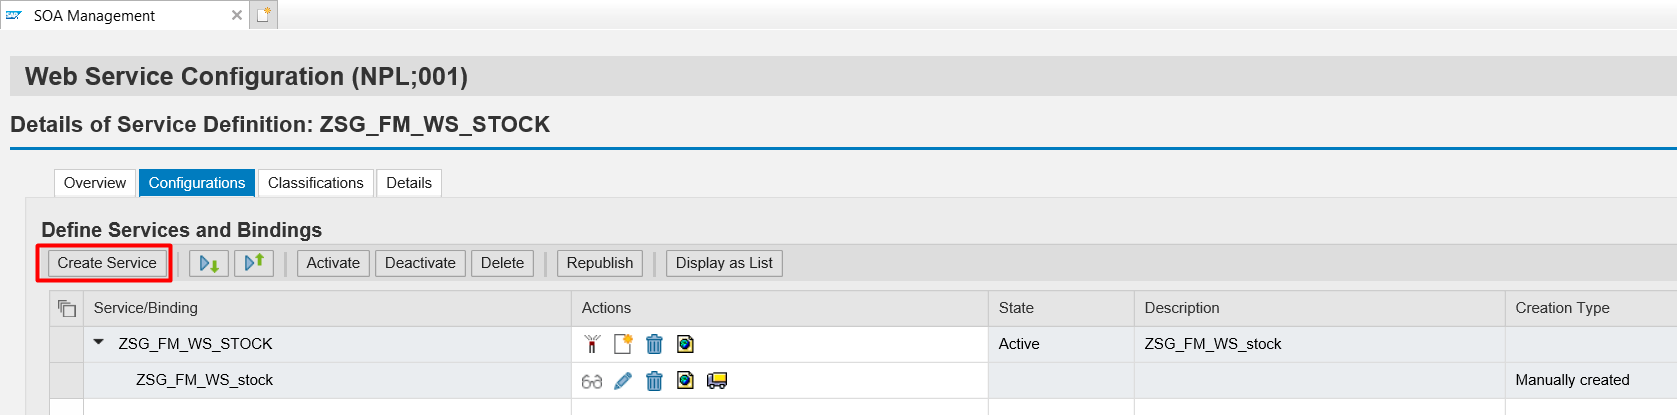 SAP SOA Management
Web Service Configuration (NPL;001)
Details of Service Definition: ZSG_FM_WS_STOCK
Overview Configurations Classifications Details
Define Services and Bindings
Create Service Activate Deactivate Delete Republish Display as List
Service/Binding Actions State Description Creation Type
ZSG_FM_WS_STOCK Active ZSG_FM_WS_stock
ZSG_FM_WS_stock Manually created